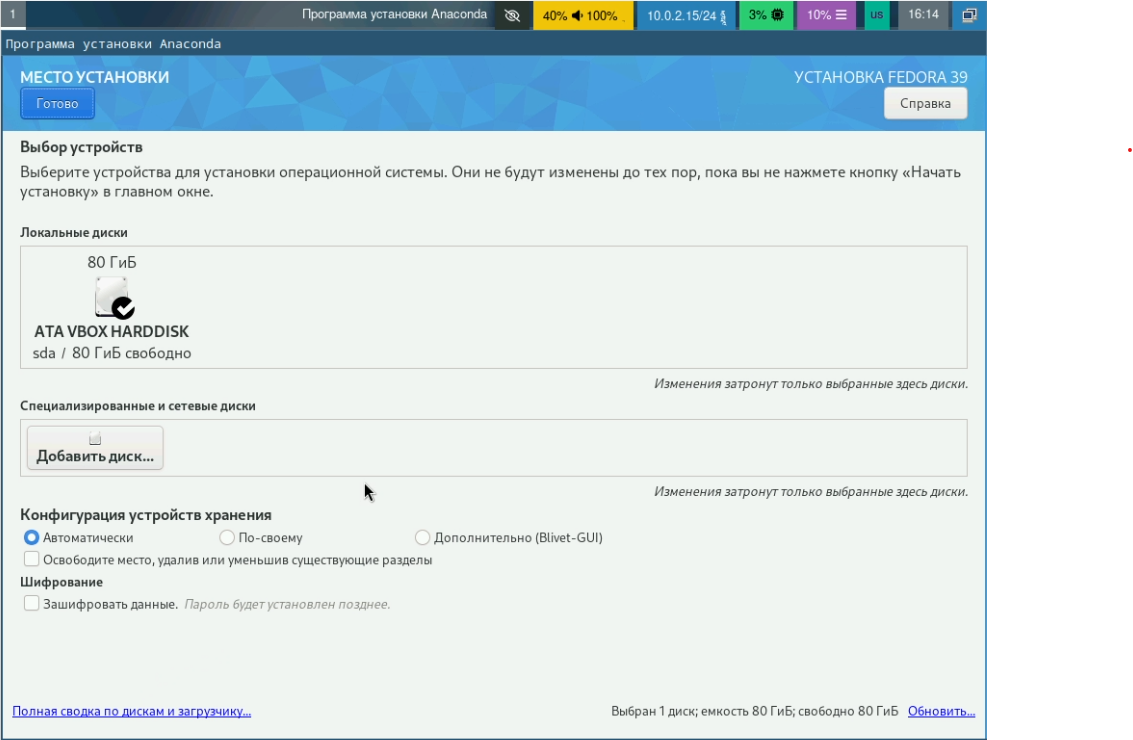 1
Программа установки Anaconda
40% 100%
10.0.2.15/24
3%
10%
us
16:14
Программа установки Anaconda
МЕСТО УСТАНОВКИ
УСТАНОВКА FEDORA 39
Готово
Справка
Выбор устройств
Выберите устройства для установки операционной системы. Они не будут изменены до тех пор, пока вы не нажмете кнопку «Начать
установку» в главном окне.
Локальные диски
80 ГиБ
ATA VBOX HARDDISK
sda / 80 ГиБ свободно
Изменения затронут только выбранные здесь диски.
Специализированные и сетевые диски
Добавить диск...
Изменения затронут только выбранные здесь диски.
Конфигурация устройств хранения
Автоматически
По-своему
Дополнительно (Blivet-GUI)
Освободите место, удалив или уменьшив существующие разделы
Шифрование
Зашифровать данные. Пароль будет установлен позднее.
Полная сводка по дискам и загрузчику...
Выбран 1 диск; емкость 80 ГиБ; свободно 80 ГиБ Обновить...